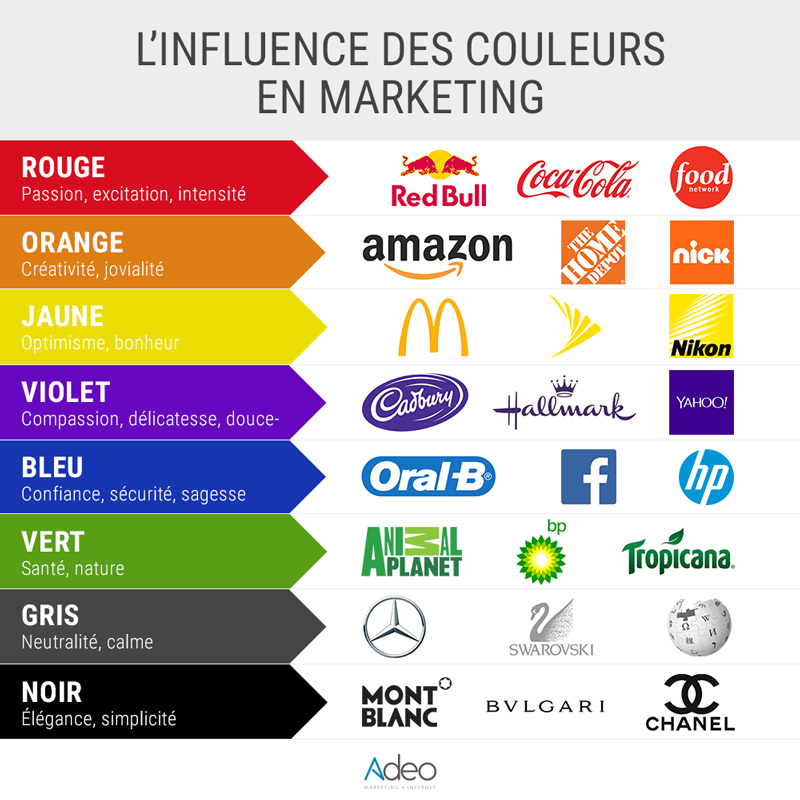 L'INFLUENCE DES COULEURS
EN MARKETING
ROUGE
Passion, excitation, intensité
Red Bull
Coca-Cola
food
network
ORANGE
Créativité, jovialité
amazon
THE
HOME
DEPOT
nick
JAUNE
Optimisme, bonheur
Nikon
VIOLET
Compassion, délicatesse, douce-
Cadbury
Hallmark
YAHOO!
BLEU
Confiance, sécurité, sagesse
Oral-B®
f
hp
VERT
Santé, nature
ANIMAL
PLANET
bp
Tropicana®
GRIS
Neutralité, calme
SWAROVSKI
Ω W И
NOIR
Élégance, simplicité
MONT
BLANC
BVLGARI
CHANEL
Adeo
MARKETING • INTERNET